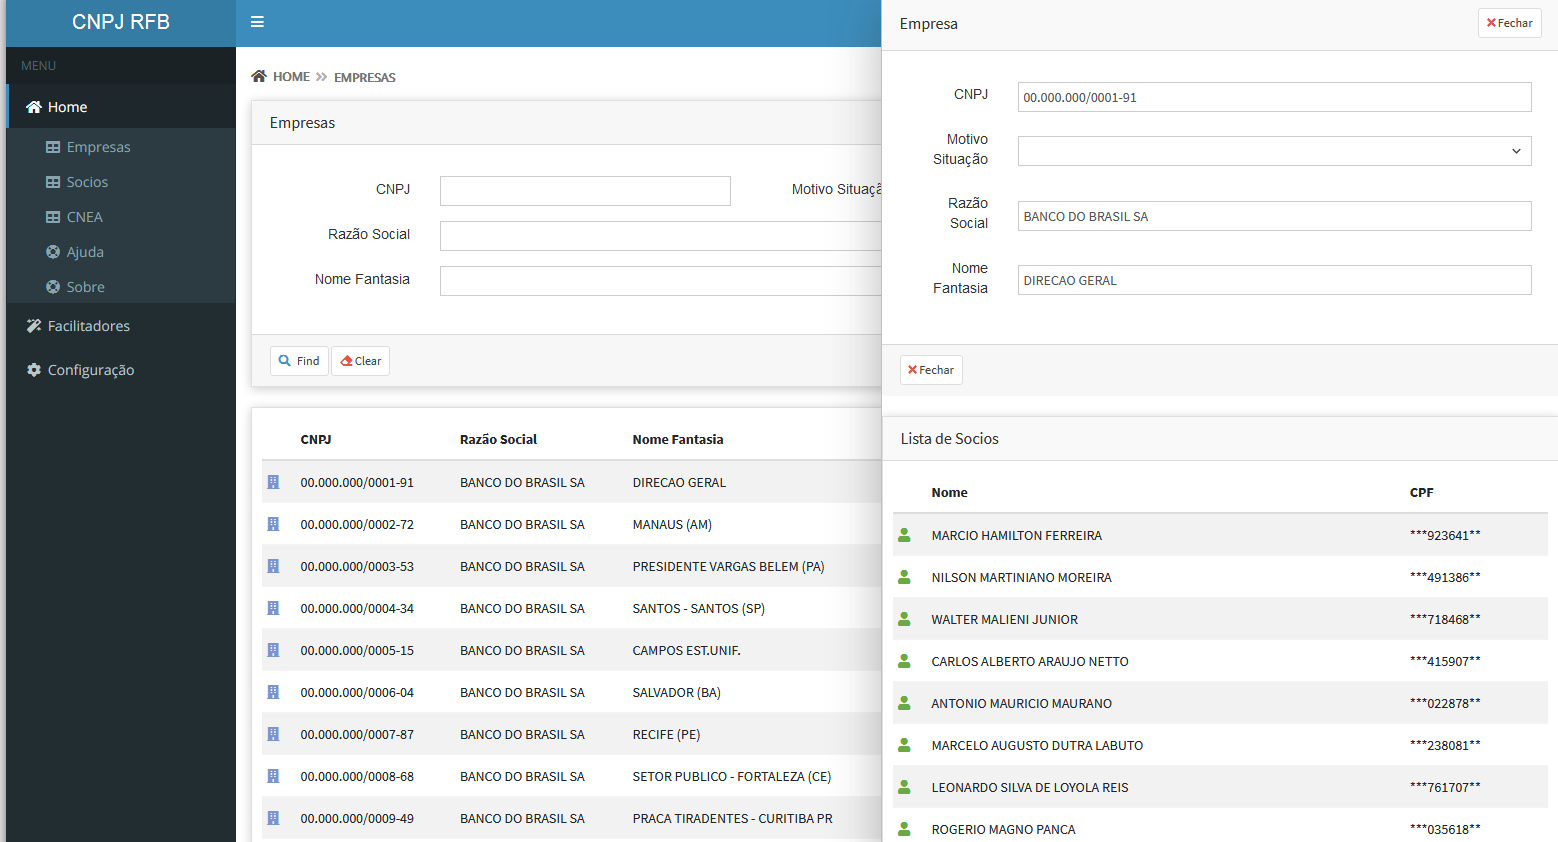 CNPJ RFB
MENU
Home
Empresas
Socios
CNEA
Ajuda
Sobre
Facilitadores
Configuração
HOME EMPRESAS
Empresas
CNPJ
Motivo Situaçã
Razão Social
Nome Fantasia
Find Clear
CNPJ Razão Social Nome Fantasia
00.000.000/0001-91 BANCO DO BRASIL SA DIRECAO GERAL
00.000.000/0002-72 BANCO DO BRASIL SA MANAUS (AM)
00.000.000/0003-53 BANCO DO BRASIL SA PRESIDENTE VARGAS BELEM (PA)
00.000.000/0004-34 BANCO DO BRASIL SA SANTOS - SANTOS (SP)
00.000.000/0005-15 BANCO DO BRASIL SA CAMPOS EST.UNIF.
00.000.000/0006-04 BANCO DO BRASIL SA SALVADOR (BA)
00.000.000/0007-87 BANCO DO BRASIL SA RECIFE (PE)
00.000.000/0008-68 BANCO DO BRASIL SA SETOR PUBLICO - FORTALEZA (CE)
00.000.000/0009-49 BANCO DO BRASIL SA PRACA TIRADENTES - CURITIBA PR
Empresa
Fechar
CNPJ
00.000.000/0001-91
Motivo
Situação
Razão
Social
BANCO DO BRASIL SA
Nome
Fantasia
DIRECAO GERAL
Fechar
Lista de Socios
Nome CPF
MARCIO HAMILTON FERREIRA ***923641**
NILSON MARTINIANO MOREIRA ***491386**
WALTER MALIENI JUNIOR ***718468**
CARLOS ALBERTO ARAUJO NETTO ***415907**
ANTONIO MAURICIO MAURANO ***022878**
MARCELO AUGUSTO DUTRA LABUTO ***238081**
LEONARDO SILVA DE LOYOLA REIS ***761707**
ROGERIO MAGNO PANCA ***035618**